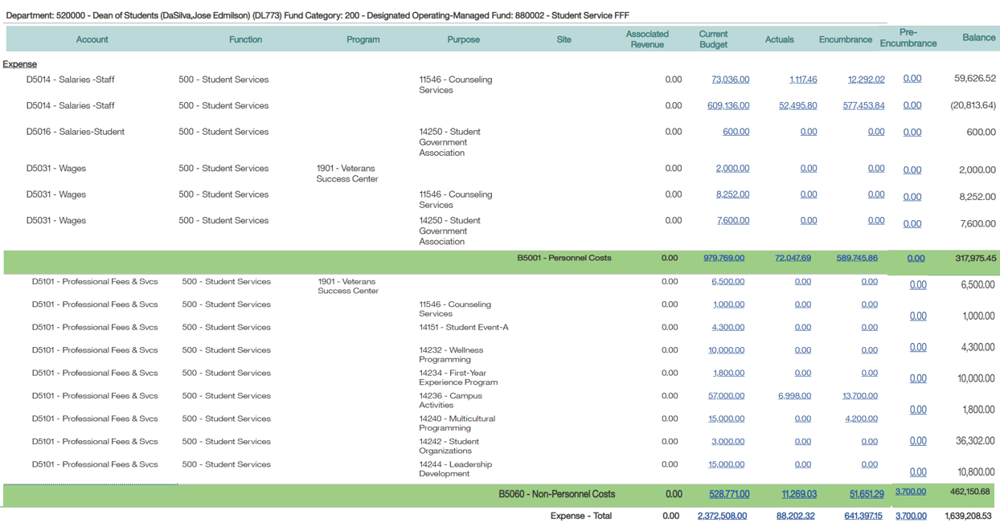 Department: 520000 - Dean of Students (DaSilva,Jose Edmilson) (DL773) Fund Category: 200 - Designated Operating-Managed Fund: 880002 - Student Service FFF
Account Function Program Purpose Site Associated Revenue Current Budget Actuals Encumbrance Pre-Encumbrance Balance
Expense
D5014 - Salaries -Staff 500 - Student Services 11546 - Counseling 0.00 73,036.00 1,117.46 12,292.02 0.00 59,626.52
Services
D5014 - Salaries -Staff 500 - Student Services 0.00 609,136.00 52,495.80 577,453.84 0.00 (20,813.64)
D5016 - Salaries-Student 500 - Student Services 14250 - Student 0.00 600.00 0.00 0.00 0.00 600.00
Government
Association
D5031 - Wages 500 - Student Services 1901 - Veterans 0.00 2,000.00 0.00 0.00 0.00 2,000.00
Success Center
D5031 - Wages 500 - Student Services 11546 - Counseling 0.00 8,252.00 0.00 0.00 0.00 8,252.00
Services
D5031 - Wages 500 - Student Services 14250 - Student 0.00 7,600.00 0.00 0.00 0.00 7,600.00
Government
Association
B5001 - Personnel Costs 0.00 979,769.00 72,047.69 589,745.86 0.00 317,975.45
D5101 - Professional Fees & Svcs 500 - Student Services 1901 - Veterans 0.00 6,500.00 0.00 0.00 0.00 6,500.00
Success Center
D5101 - Professional Fees & Svcs 500 - Student Services 11546 - Counseling 0.00 1,000.00 0.00 0.00 0.00 1,000.00
Services
D5101 - Professional Fees & Svcs 500 - Student Services 14151 - Student Event-A 0.00 4,300.00 0.00 0.00 0.00 4,300.00
D5101 - Professional Fees & Svcs 500 - Student Services 14232 - Wellness 0.00 10,000.00 0.00 0.00 0.00 10,000.00
Programming
D5101 - Professional Fees & Svcs 500 - Student Services 14234 - First-Year 0.00 1,800.00 0.00 0.00 0.00 1,800.00
Experience Program
D5101 - Professional Fees & Svcs 500 - Student Services 14236 - Campus 0.00 57,000.00 6,998.00 13,700.00 0.00 36,302.00
Activities
D5101 - Professional Fees & Svcs 500 - Student Services 14240 - Multicultural 0.00 15,000.00 0.00 4,200.00 0.00 10,800.00
Programming
D5101 - Professional Fees & Svcs 500 - Student Services 14242 - Student 0.00 3,000.00 0.00 0.00
Organizations
D5101 - Professional Fees & Svcs 500 - Student Services 14244 - Leadership 0.00 15,000.00 0.00 0.00
Development
B5060 - Non-Personnel Costs 0.00 528,771.00 11,269.03 51,651.29 3,700.00 462,150.68
Expense - Total 0.00 2,372,508.00 88,202.32 641,397.15 3,700.00 1,639,208.53